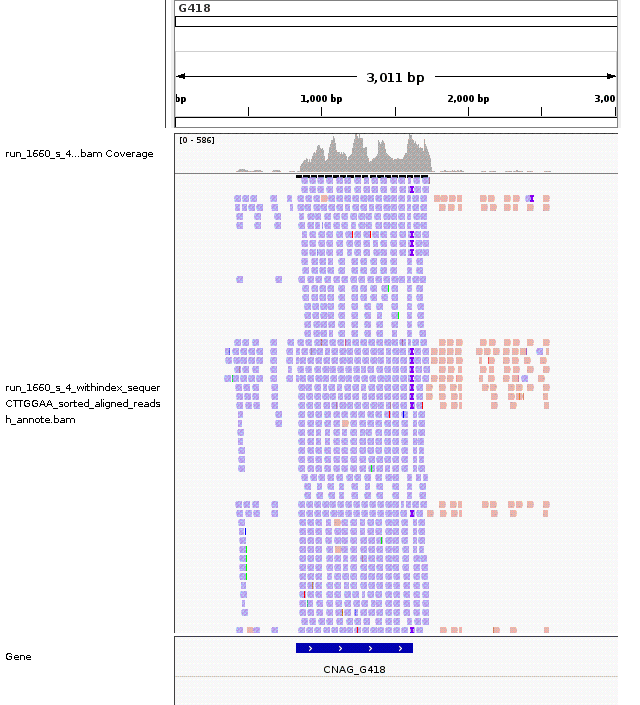 G418
3,011 bp
bp
1,000 bp
2,000 bp
3,00
[0 - 586]
run_1660_s_4...bam Coverage
run_1660_s_4_withindex_sequer
CTTGGAA_sorted_aligned_reads
h_annote.bam
Gene
CNAG_G418